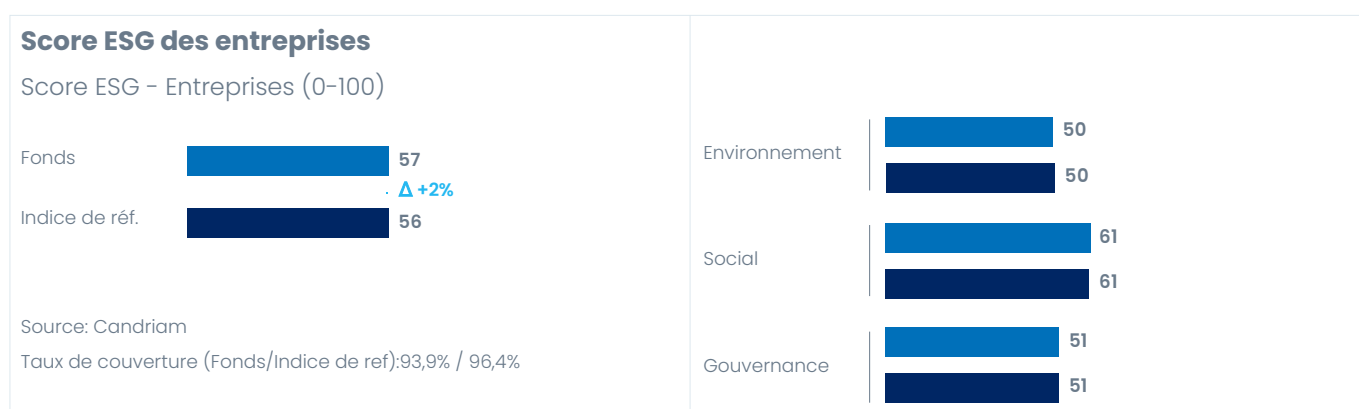 Score ESG des entreprises
Score ESG - Entreprises (0-100)
Fonds
57
Δ +2%
Indice de réf.
56
Source: Candriam
Taux de couverture (Fonds/Indice de ref):93,9% / 96,4%
Environnement
50
50
Social
61
61
Gouvernance
51
51